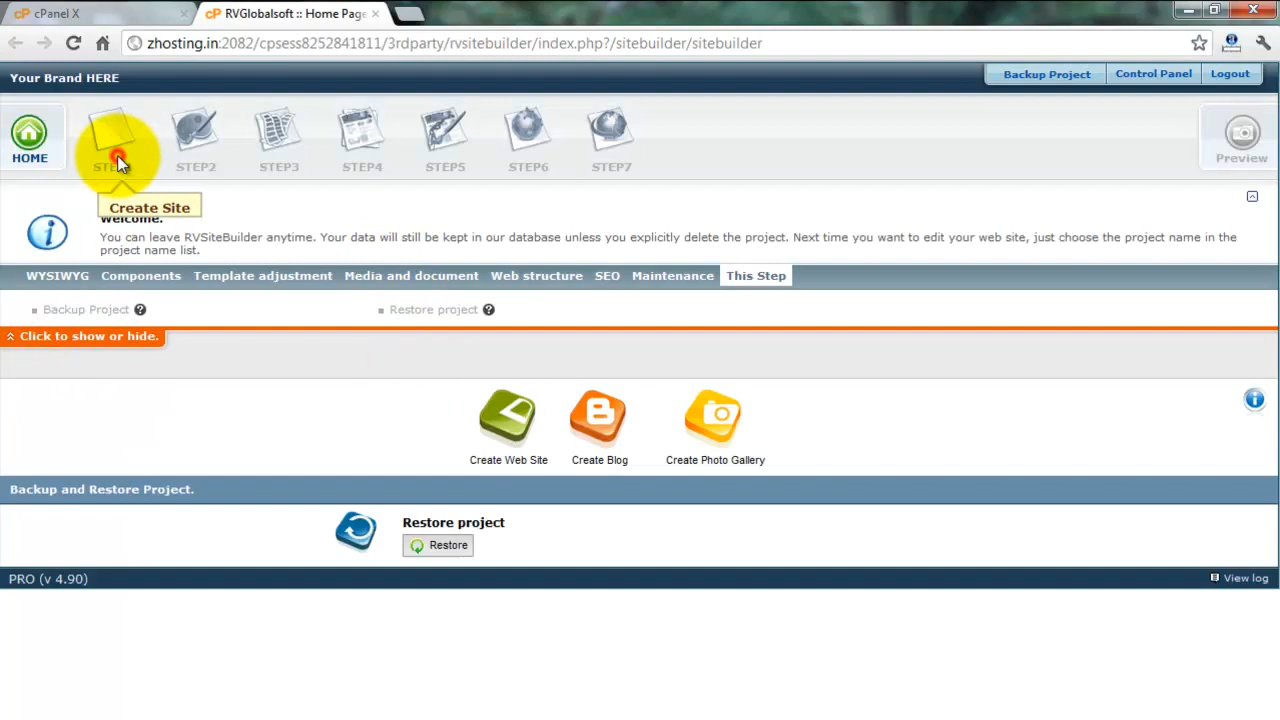 cPanel X
RVGlobalsoft :: Home Page
zhosting.in:2082/cpsess8252841811/3rdparty/rvsitebuilder/index.php?/sitebuilder/sitebuilder
Your Brand HERE
Backup Project
Control Panel
Logout
HOME
STEP2
STEP3
STEP4
STEP5
STEP6
STEP7
Preview
Create Site
Welcome.
You can leave RVSiteBuilder anytime. Your data will still be kept in our database unless you explicitly delete the project. Next time you want to edit your web site, just choose the project name in the
project name list.
WYSIWYG Components Template adjustment Media and document Web structure SEO Maintenance This Step
Backup Project
Restore project
Click to show or hide.
Create Web Site
Create Blog
Create Photo Gallery
Backup and Restore Project.
Restore project
Restore
PRO (v 4.90)
View log